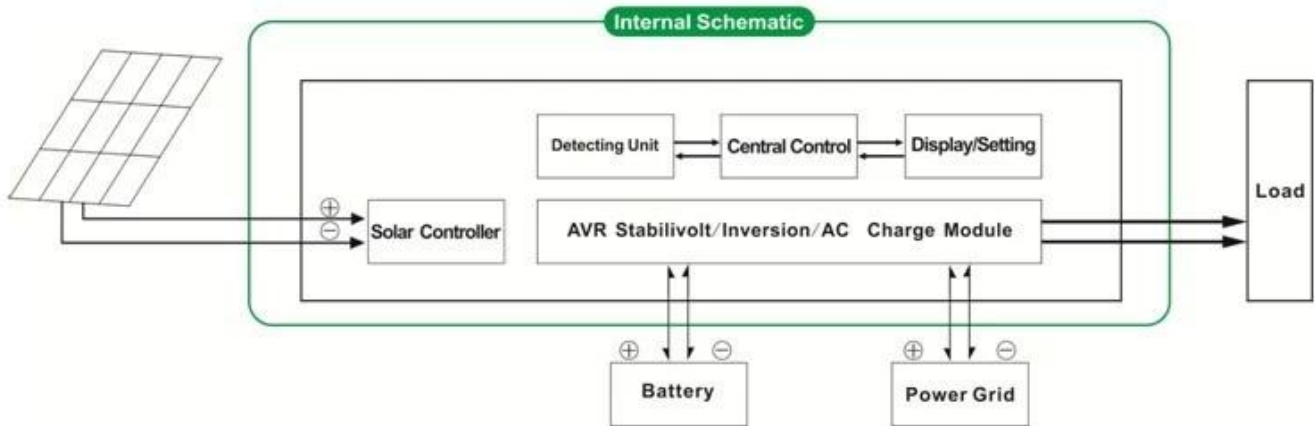 Internal Schematic
Detecting Unit
Central Control
Display/Setting
Load
⊕
⊖
Solar Controller
AVR Stabilivolt/Inversion/AC Charge Module
⊕ ⊖
Battery
⊕ ⊖
Power Grid